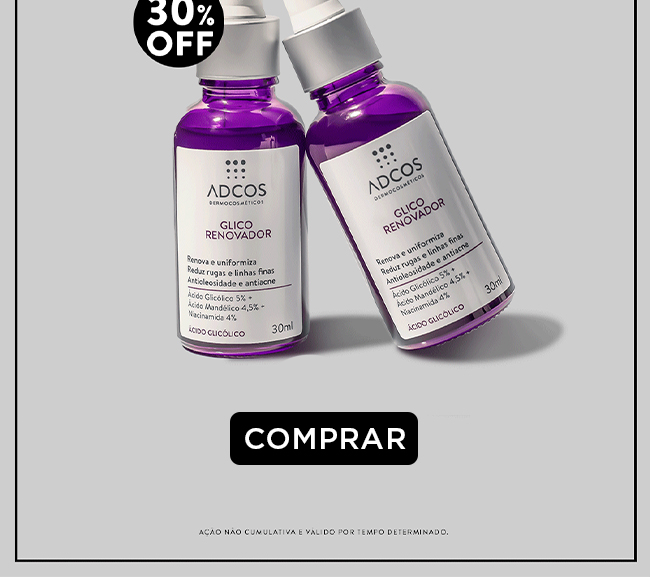 30%
OFF
ADCOS
DERMOCOSMÉTICOS
GLICO
RENOVADOR
Renova e uniformiza
Reduz rugas e linhas finas
Antioleosidade e antiacne
Ácido Glicólico 5% +
Ácido Mandélico 4,5% +
Niacinamida 4%
ÁCIDO GLICÓLICO
30ml
ADCOS
DERMOCOSMÉTICOS
GLICO
RENOVADOR
Renova e uniformiza
Reduz rugas e linhas finas
Antioleosidade e antiacne
Ácido Glicólico 5% +
Ácido Mandélico 4,5% +
Niacinamida 4%
30ml
ÁCIDO GLICÓLICO
COMPRAR
AÇÃO NÃO CUMULATIVA E VÁLIDO POR TEMPO DETERMINADO.